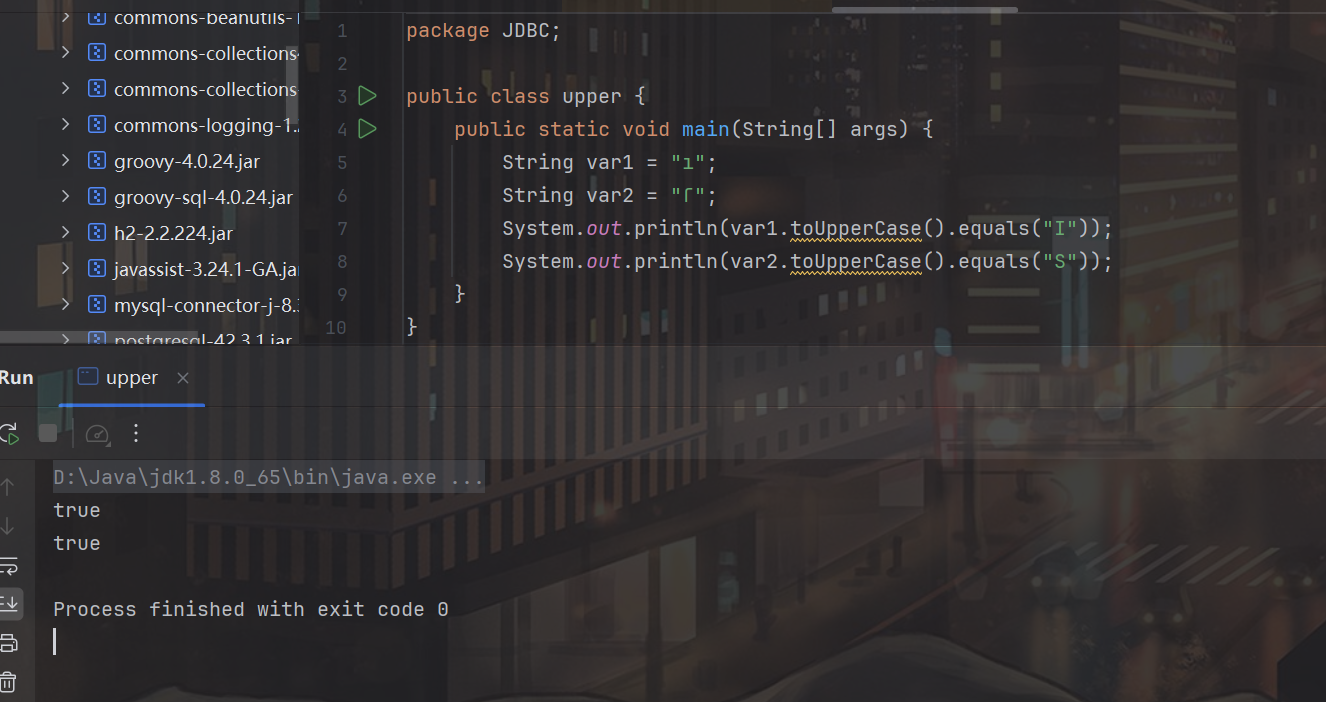 commons-beanutils-1
commons-collections-
commons-collections
commons-logging-1.
groovy-4.0.24.jar
groovy-sql-4.0.24.jar
h2-2.2.224.jar
javassist-3.24.1-GA.jar
mysql-connector-j-8.
postgresql-42.3.1.jar
1 package JDBC;
2
3 public class upper {
4 public static void main(String[] args) {
5 String var1 = "ı";
6 String var2 = "ſ";
7 System.out.println(var1.toUpperCase().equals("I"));
8 System.out.println(var2.toUpperCase().equals("S"));
9 }
10 }
Run upper
D:\Java\jdk1.8.0_65\bin\java.exe ...
true
true
Process finished with exit code 0